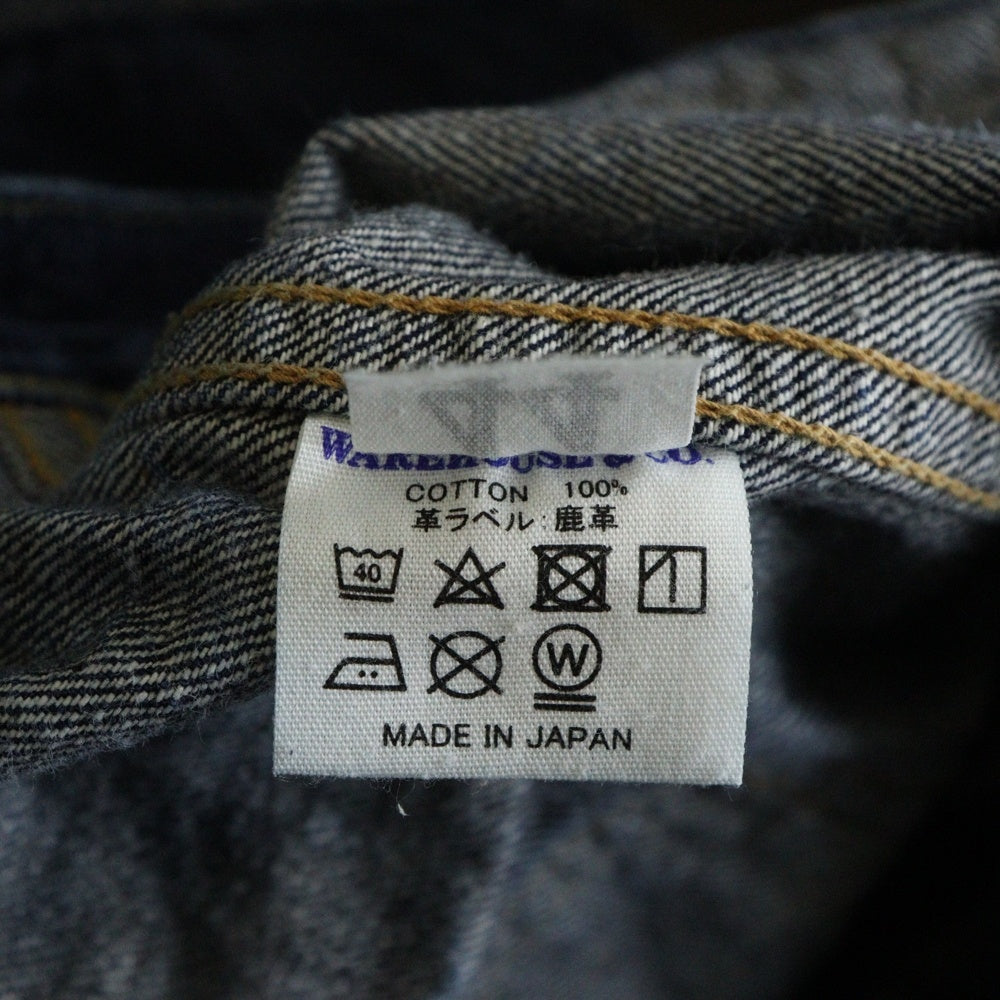 WAREHOUSE & CO.
COTTON 100%
革ラベル:鹿革
40
W
MADE IN JAPAN